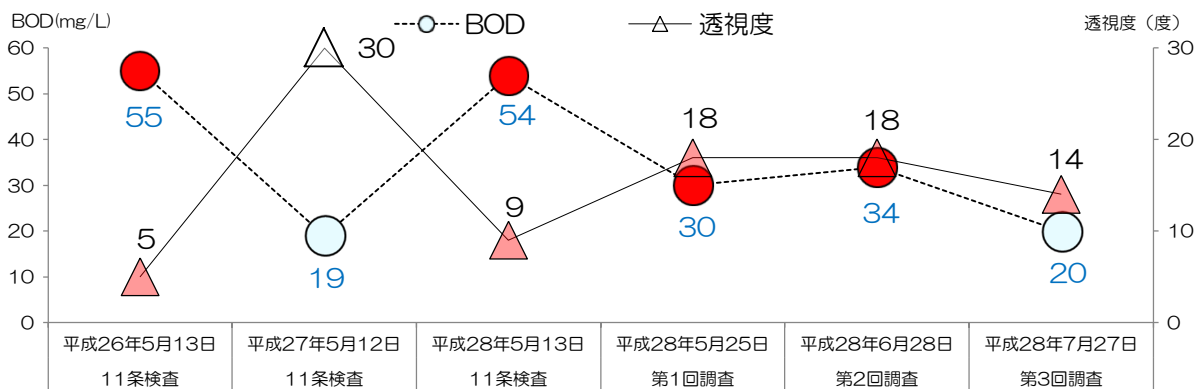 BOD(mg/L)
BOD
透視度
透視度（度）
60
50
40
30
20
10
0
30
20
10
0
55
19
54
30
34
20
5
30
9
18
18
14
平成26年5月13日
平成27年5月12日
平成28年5月13日
平成28年5月25日
平成28年6月28日
平成28年7月27日
11条検査
11条検査
11条検査
第1回調査
第2回調査
第3回調査